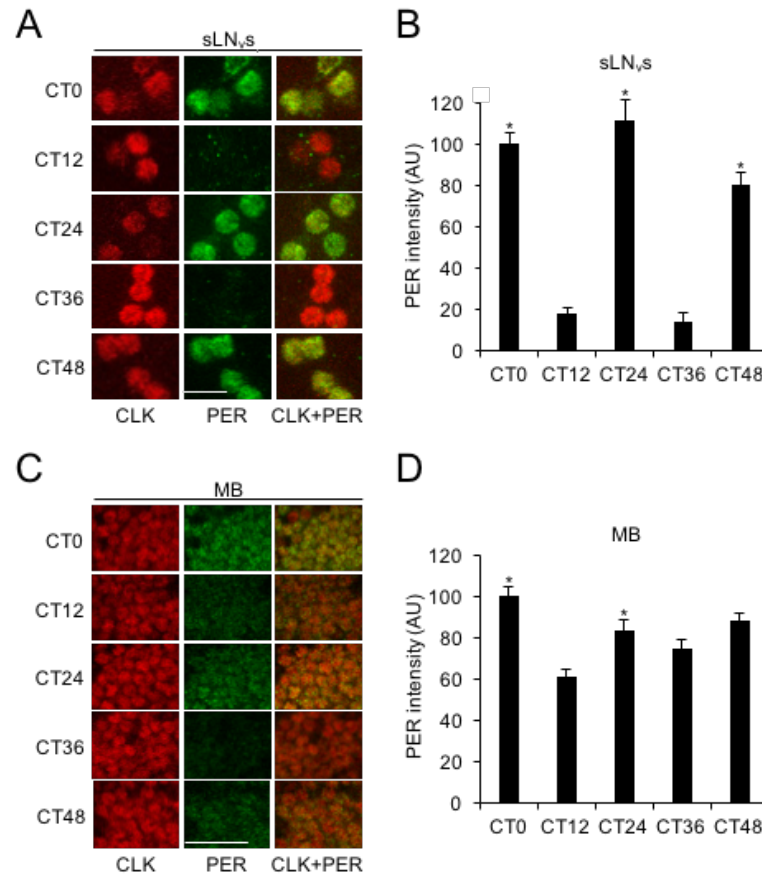 A
sLNᵥs
CT0
CT12
CT24
CT36
CT48
CLK PER CLK+PER
B
sLNᵥs
PER intensity (AU)
120
100
80
60
40
20
0
* * *
CT0 CT12 CT24 CT36 CT48
C
MB
CT0
CT12
CT24
CT36
CT48
CLK PER CLK+PER
D
MB
PER intensity (AU)
120
100
80
60
40
20
0
* *
CT0 CT12 CT24 CT36 CT48